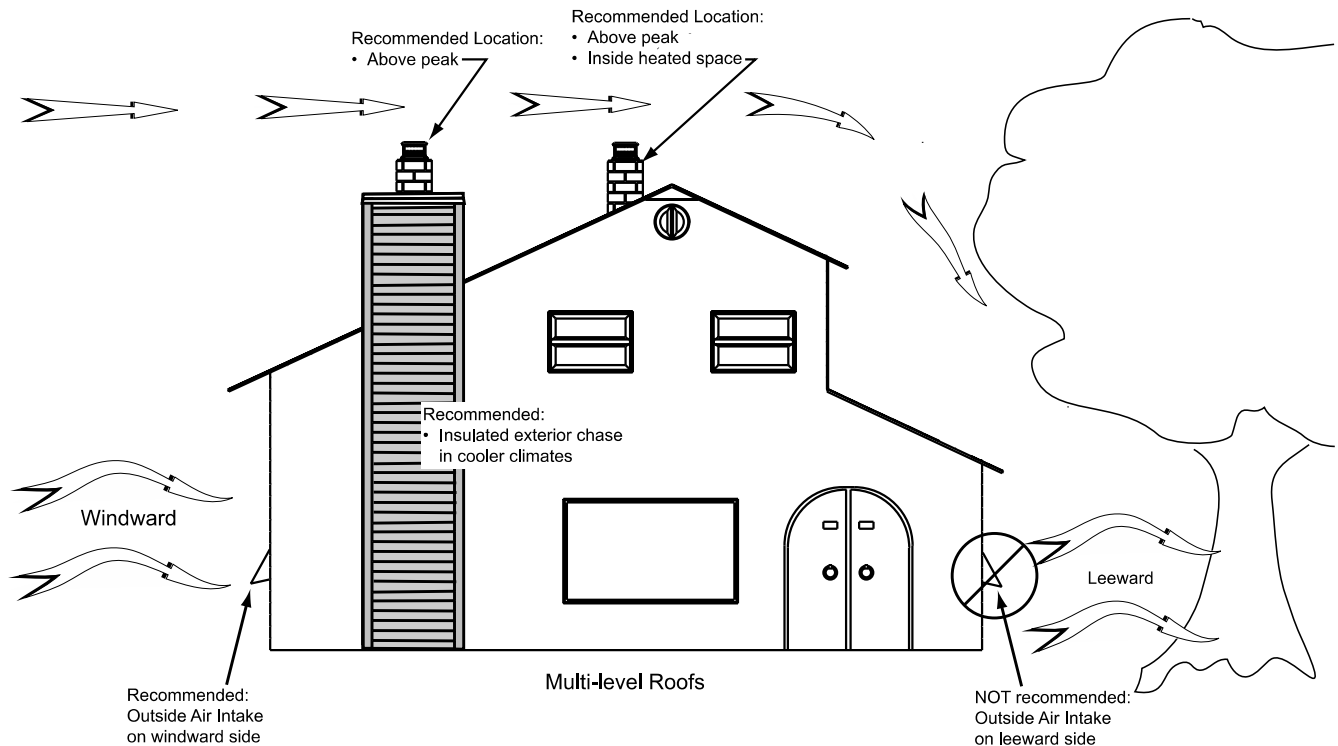 Recommended Location:
• Above peak
Recommended Location:
• Above peak
• Inside heated space
Recommended:
• Insulated exterior chase
in cooler climates
Windward
Leeward
Recommended:
Outside Air Intake
on windward side
Multi-level Roofs
NOT recommended:
Outside Air Intake
on leeward side